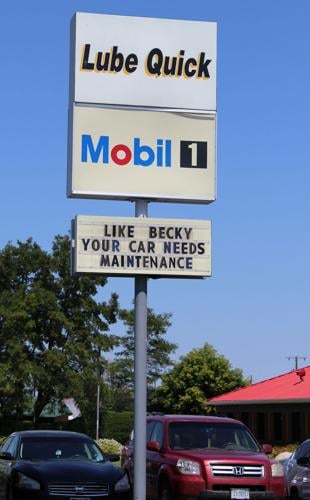 Lube Quick
Mobil 1
LIKE BECKY
YOUR CAR NEEDS
MAINTENANCE